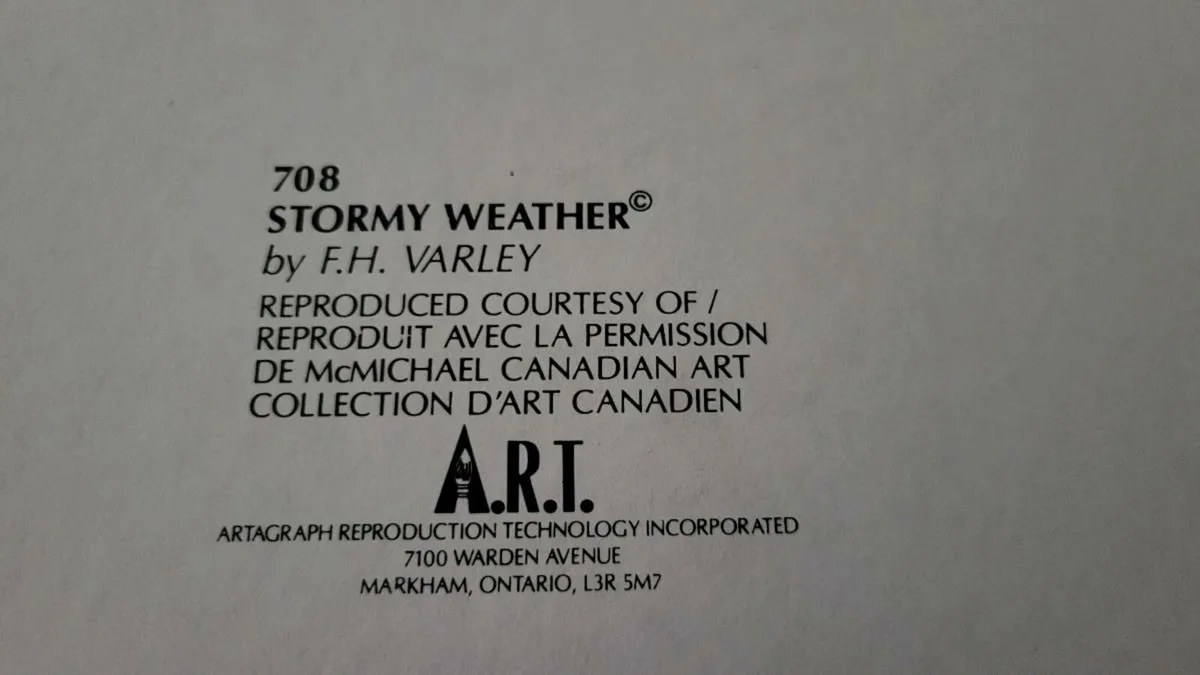 708
STORMY WEATHER©
by F.H. VARLEY
REPRODUCED COURTESY OF /
REPRODUIT AVEC LA PERMISSION
DE McMICHAEL CANADIAN ART
COLLECTION D'ART CANADIEN
A.R.T.
ARTAGRAPH REPRODUCTION TECHNOLOGY INCORPORATED
7100 WARDEN AVENUE
MARKHAM, ONTARIO, L3R 5M7